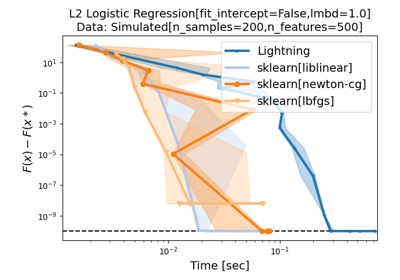 L2 Logistic Regression[fit_intercept=False,lmbd=1.0]
Data: Simulated[n_samples=200,n_features=500]
Lightning
sklearn[liblinear]
sklearn[newton-cg]
sklearn[lbfgs]
F(x) − F(x*)
10¹
10⁻¹
10⁻³
10⁻⁵
10⁻⁷
10⁻⁹
10⁻²
10⁻¹
Time [sec]